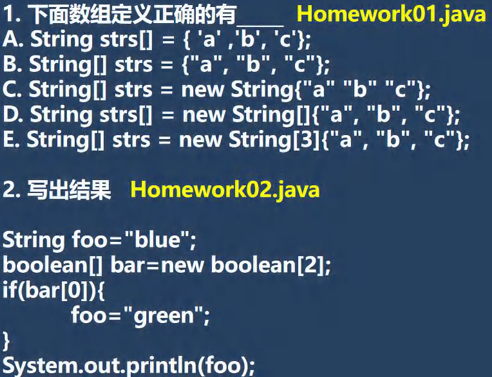 1. 下面数组定义正确的有____ Homework01.java
A. String strs[] = { 'a' ,'b', 'c'};
B. String[] strs = {"a", "b", "c"};
C. String[] strs = new String{"a" "b" "c"};
D. String strs[] = new String[]{"a", "b", "c"};
E. String[] strs = new String[3]{"a", "b", "c"};
2. 写出结果 Homework02.java
String foo="blue";
boolean[] bar=new boolean[2];
if(bar[0]){
foo="green";
}
System.out.println(foo);